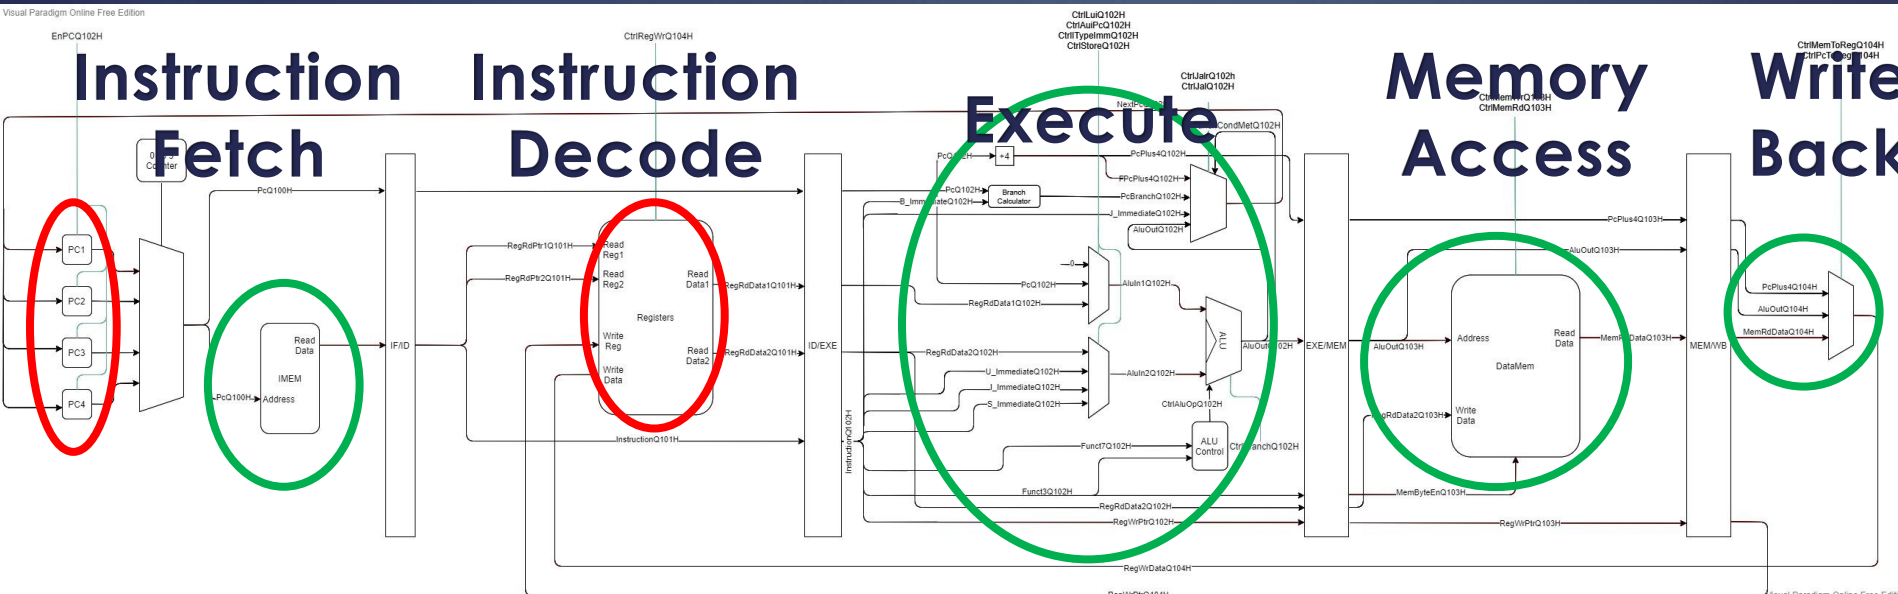 Visual Paradigm Online Free Edition
EnPCQ102H
CtrlRegWrQ104H
CtrlLuiQ102H
CtrlAuiPcQ102H
CtrlITypeImmQ102H
CtrlStoreQ102H
CtrlJalrQ102h
CtrlJalQ102H
CtrlMemRdQ103H
CtrlMemToRegQ104H
Instruction
Fetch
Instruction
Decode
Execute
Memory
Access
Write
Back
PcQ100H
PC1
PC2
PC3
PC4
IMEM
Read
Data
Address
PcQ100H
IF/ID
RegRdPtr1Q101H
RegRdPtr2Q101H
Read
Reg1
Read
Reg2
Read
Data1
Registers
Write
Reg
Write
Data
Read
Data2
RegRdData1Q101H
RegRdData2Q101H
InstructionQ101H
ID/EXE
InstructionQ102H
+4
PcPlus4Q102H
PcPlus4Q102H
PcQ102H
Branch
Calculator
PcBranchQ102H
J_ImmediateQ102H
AluOutQ102H
0
PcQ102H
RegRdData1Q102H
AluIn1Q102H
RegRdData2Q102H
U_ImmediateQ102H
I_ImmediateQ102H
S_ImmediateQ102H
AluIn2Q102H
ALU
CtrlAluOpQ102H
ALU
Control
Funct7Q102H
Funct3Q102H
RegRdData2Q102H
RegWrPtrQ102H
EXE/MEM
PcPlus4Q103H
AluOutQ103H
AluOutQ103H
Address
Read
Data
DataMem
Write
Data
MemByteEnQ103H
RegWrPtrQ103H
MEM/WB
PcPlus4Q104H
AluOutQ104H
MemRdDataQ104H
RegWrDataQ104H